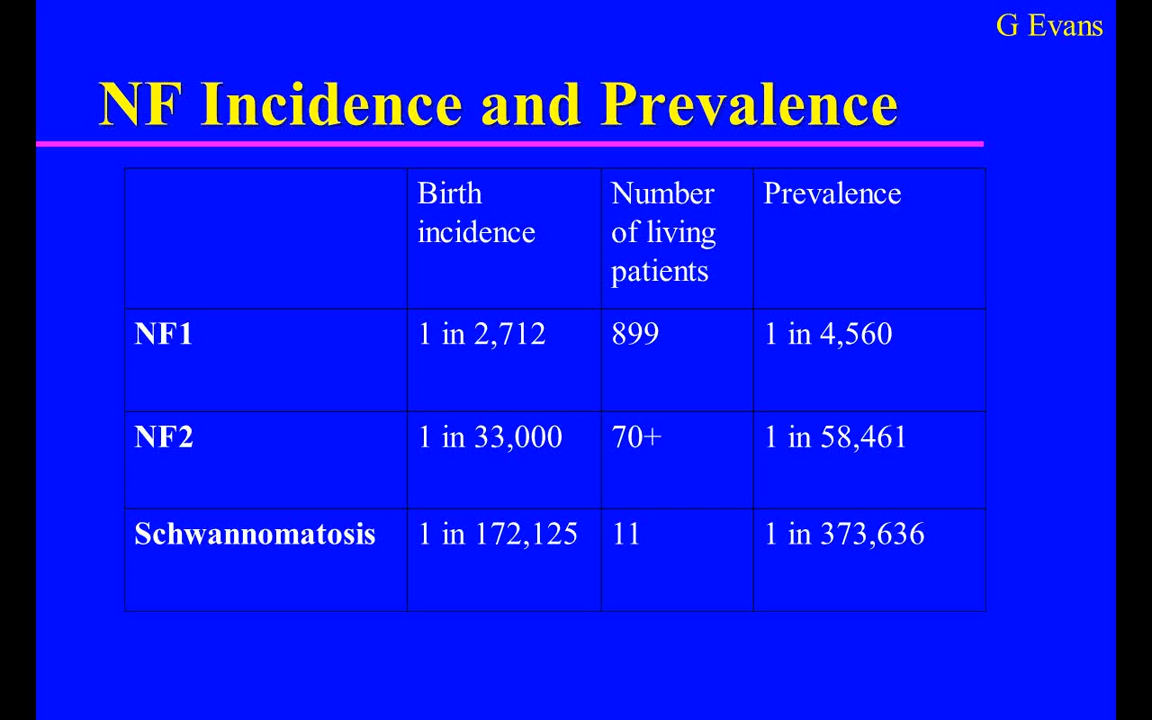 G Evans
NF Incidence and Prevalence
Birth
incidence
Number
of living
patients
Prevalence
NF1 1 in 2,712 899 1 in 4,560
NF2 1 in 33,000 70+ 1 in 58,461
Schwannomatosis 1 in 172,125 11 1 in 373,636